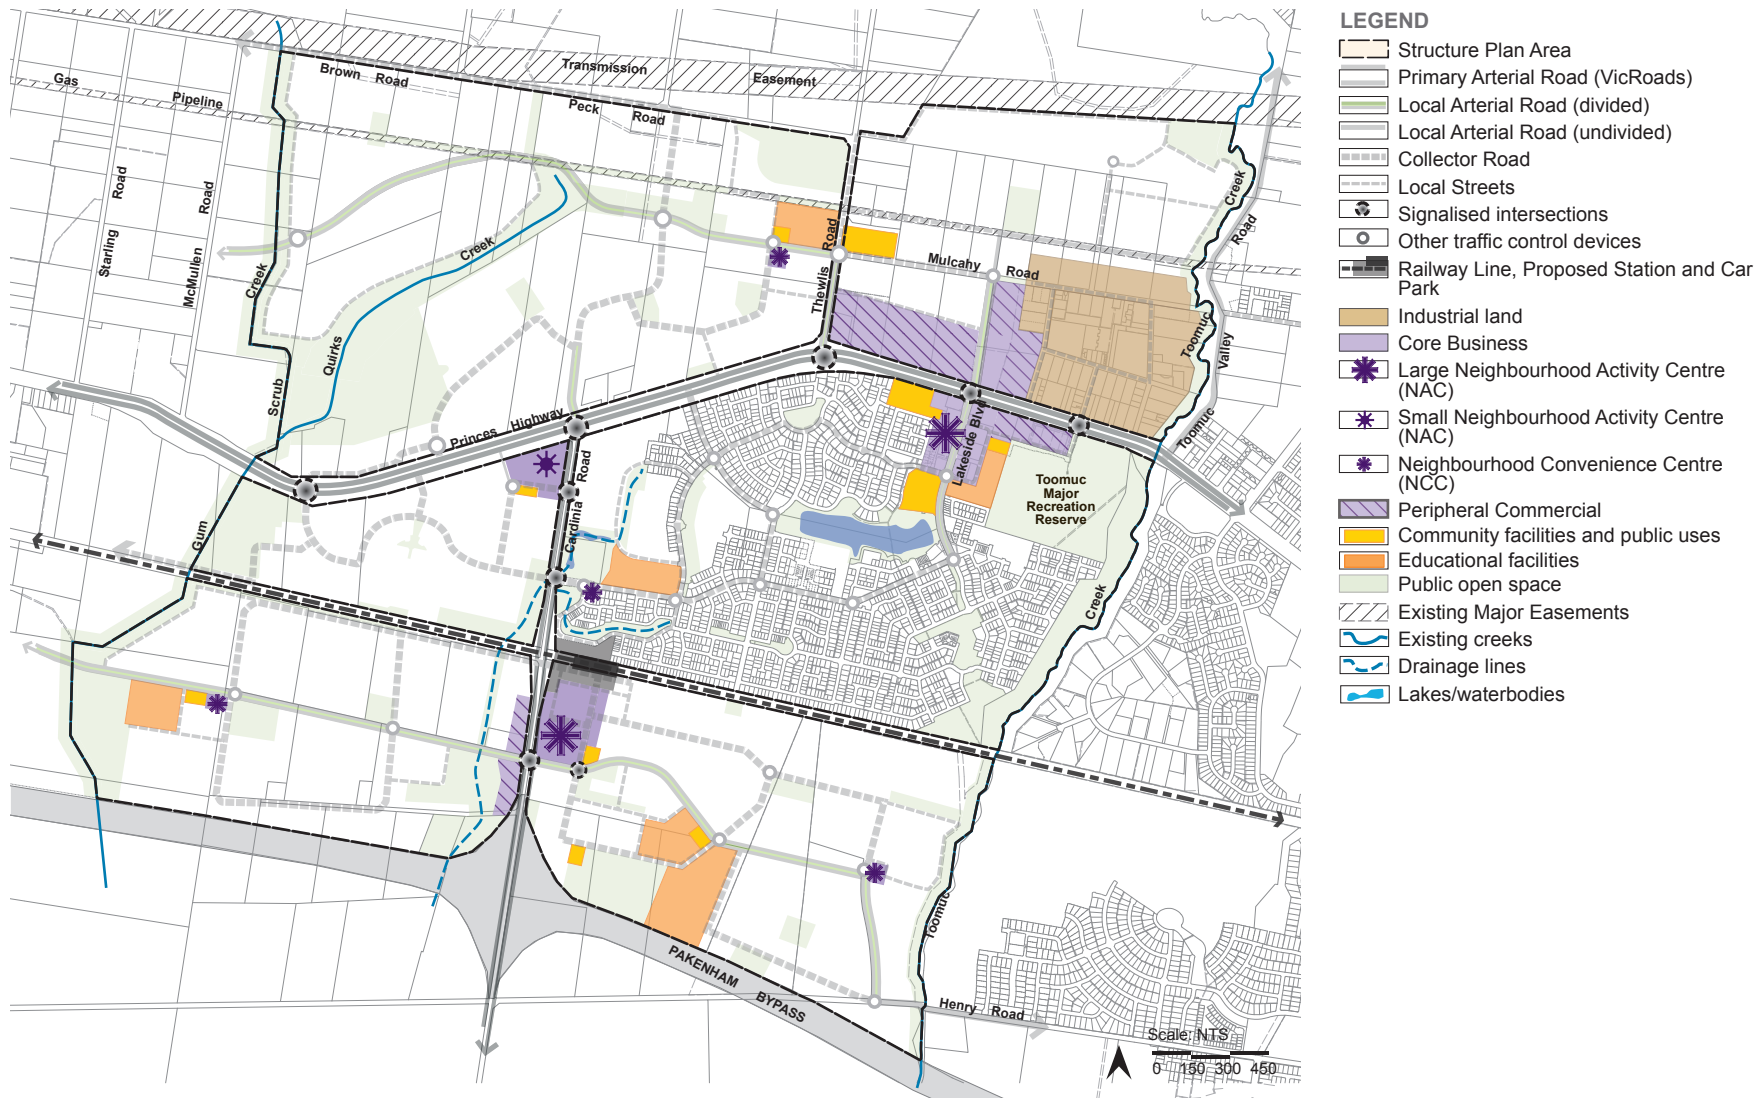 LEGEND
Structure Plan Area
Primary Arterial Road (VicRoads)
Local Arterial Road (divided)
Local Arterial Road (undivided)
Collector Road
Local Streets
Signalised intersections
Other traffic control devices
Railway Line, Proposed Station and Car
Park
Industrial land
Core Business
Large Neighbourhood Activity Centre
(NAC)
Small Neighbourhood Activity Centre
(NAC)
Neighbourhood Convenience Centre
(NCC)
Peripheral Commercial
Community facilities and public uses
Educational facilities
Public open space
Existing Major Easements
Existing creeks
Drainage lines
Lakes/waterbodies
Gas Pipeline
Brown Road
Transmission Easement
Peck Road
Starling Road
McMullen Road
Creek
Scrub
Gum
Quirks Creek
Thewlis Road
Mulcahy Road
Creek
Road
Toomuc
Valley
Toomuc
Princes Highway
Cardinia Road
Lakeside Blvd
Toomuc
Major
Recreation
Reserve
Creek
Toomuc
PAKENHAM BYPASS
Henry Road
Scale: NTS
0 150 300 450